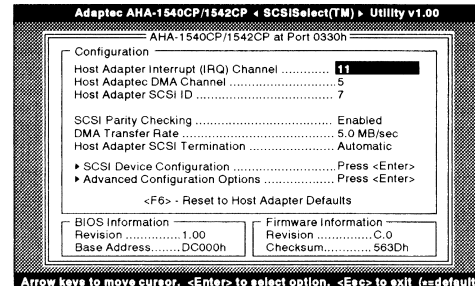 Adaptec AHA-1540CP/1542CP ◂ SCSISelect(TM) ▸ Utility v1.00
AHA-1540CP/1542CP at Port 0330h
Configuration
Host Adapter Interrupt (IRQ) Channel .............. 11
Host Adaptec DMA Channel .............. 5
Host Adapter SCSI ID .............. 7
SCSI Parity Checking .............. Enabled
DMA Transfer Rate .............. 5.0 MB/sec
Host Adapter SCSI Termination .............. Automatic
▸ SCSI Device Configuration .............. Press <Enter>
▸ Advanced Configuration Options .............. Press <Enter>
<F6> - Reset to Host Adapter Defaults
BIOS Information
Revision ..............1.00
Base Address........DC000h
Firmware Information
Revision ..............C.0
Checksum............563Dh
Arrow keys to move cursor, <Enter> to select option, <Esc> to exit (*=default